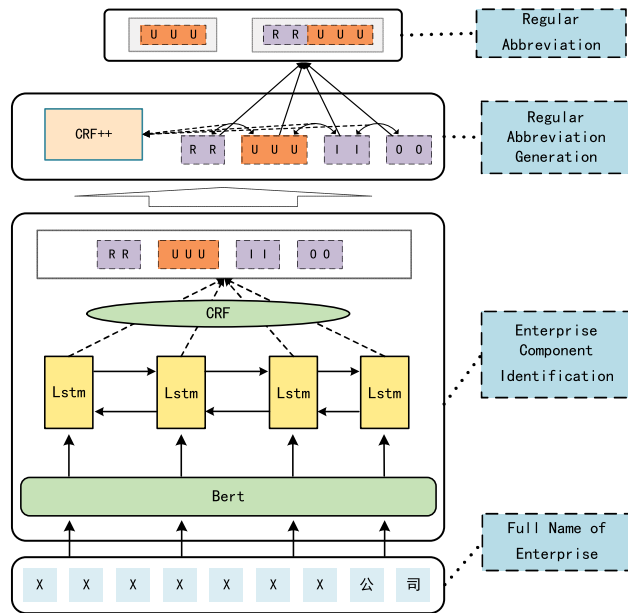 U U U
R R U U U
Regular
Abbreviation
CRF++
R R
U U U
I I
O O
Regular
Abbreviation
Generation
R R
U U U
I I
O O
CRF
Lstm
Lstm
Lstm
Lstm
Enterprise
Component
Identification
Bert
Full Name of
Enterprise
X X X X X X X 公 司